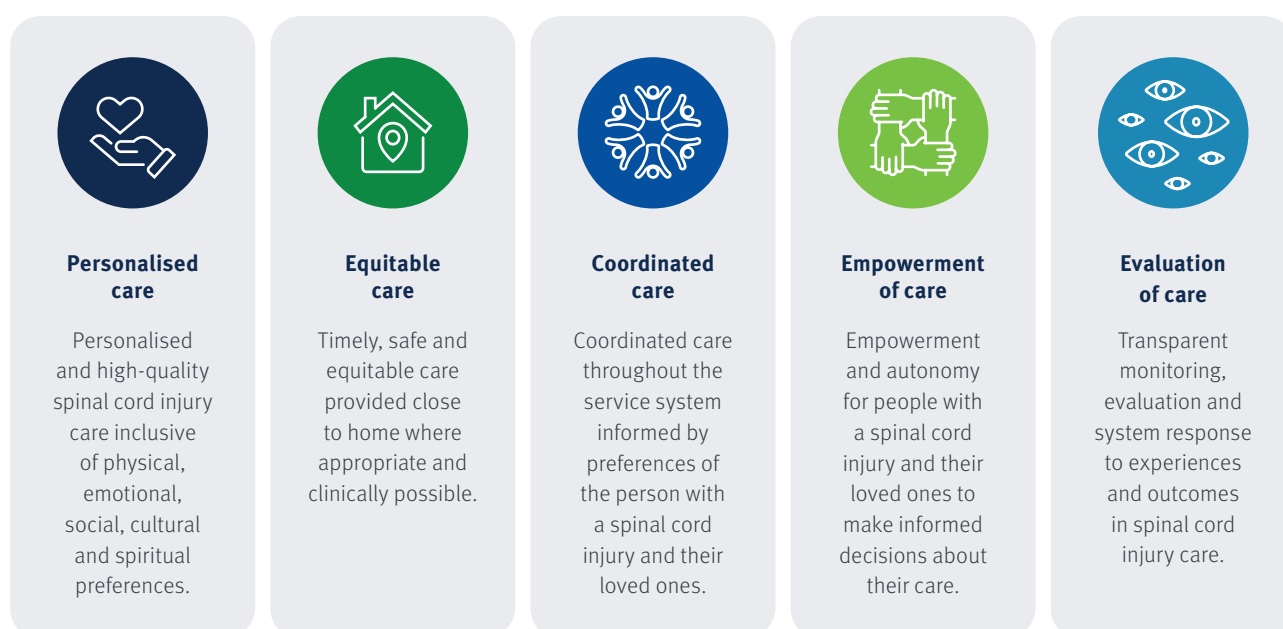 Personalised
care
Personalised
and high-quality
spinal cord injury
care inclusive
of physical,
emotional,
social, cultural
and spiritual
preferences.
Equitable
care
Timely, safe and
equitable care
provided close
to home where
appropriate and
clinically possible.
Coordinated
care
Coordinated care
throughout the
service system
informed by
preferences of
the person with
a spinal cord
injury and their
loved ones.
Empowerment
of care
Empowerment
and autonomy
for people with
a spinal cord
injury and their
loved ones to
make informed
decisions about
their care.
Evaluation
of care
Transparent
monitoring,
evaluation and
system response
to experiences
and outcomes
in spinal cord
injury care.